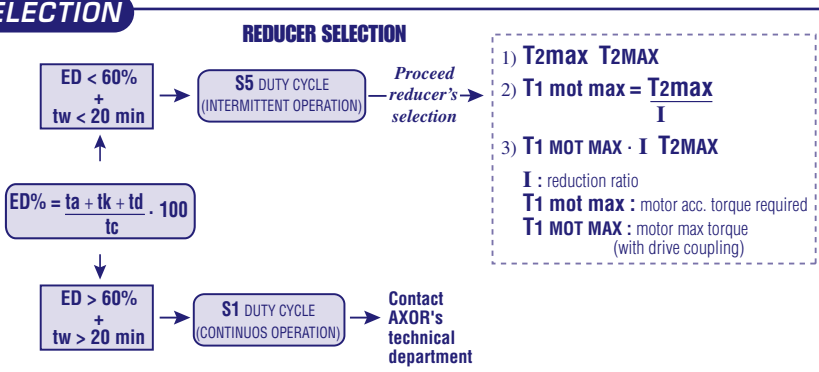 ELECTION
REDUCER SELECTION
ED < 60%
+
tw < 20 min
S5 DUTY CYCLE
(INTERMITTENT OPERATION)
Proceed
reducer's
selection
1) T2max T2MAX
2) T1 mot max = T2max
I
3) T1 MOT MAX · I T2MAX
I : reduction ratio
T1 mot max : motor acc. torque required
T1 MOT MAX : motor max torque
(with drive coupling)
ED% = ta + tk + td · 100
tc
ED > 60%
+
tw > 20 min
S1 DUTY CYCLE
(CONTINUOS OPERATION)
Contact
AXOR's
technical
department